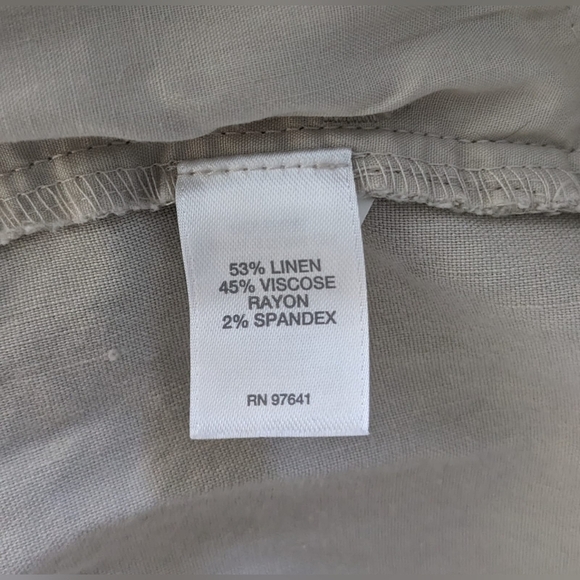 53% LINEN
45% VISCOSE
RAYON
2% SPANDEX
RN 97641